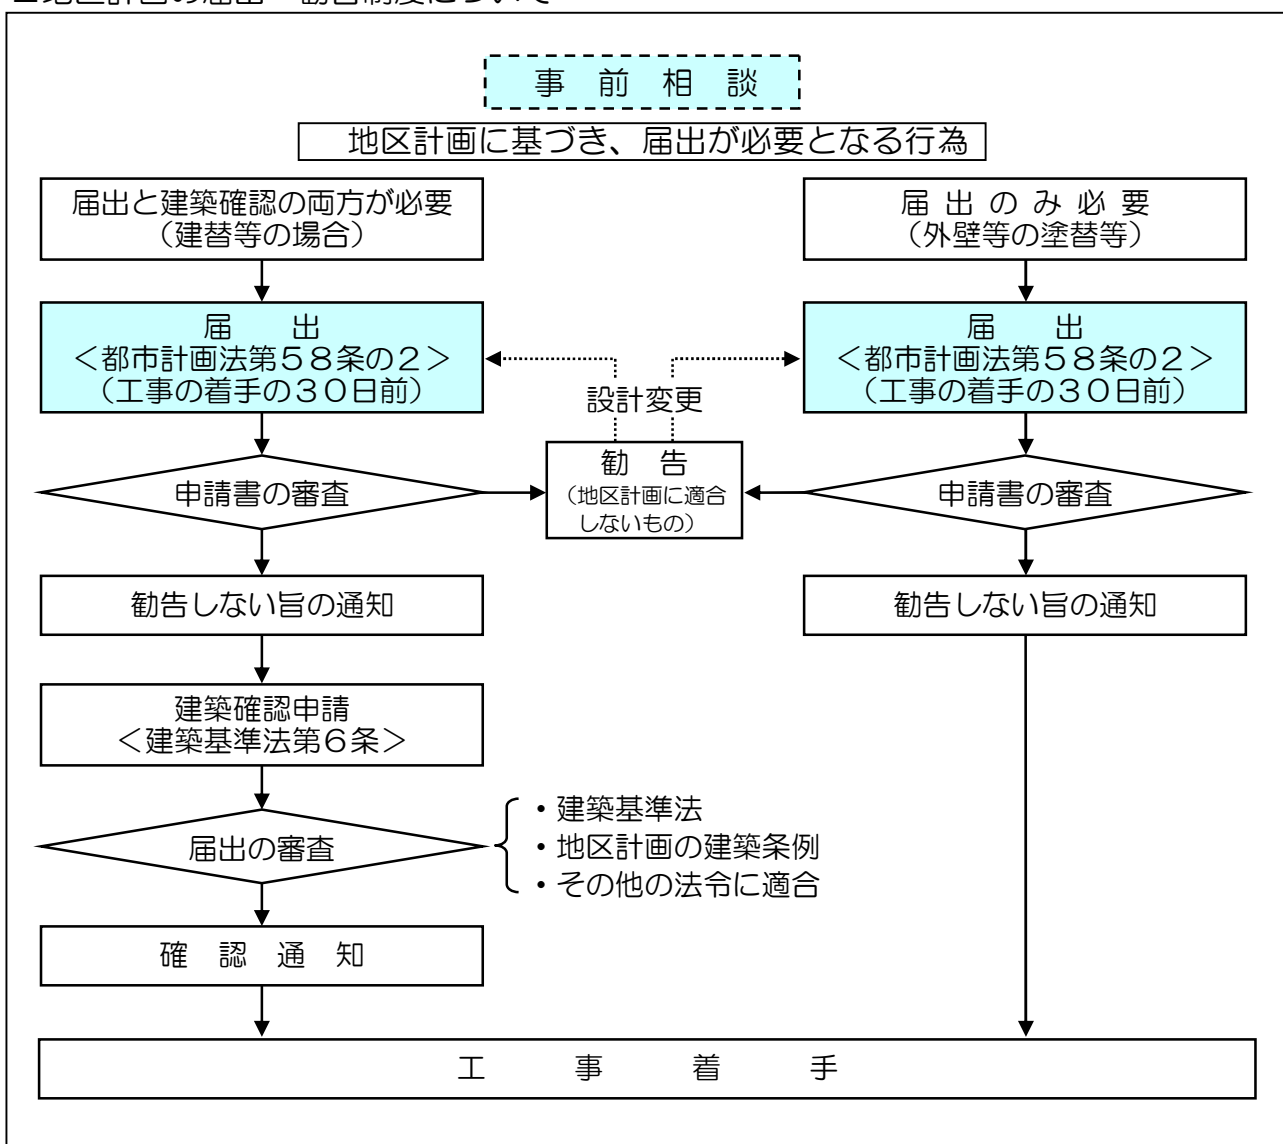 事前相談
地区計画に基づき、届出が必要となる行為
届出と建築確認の両方が必要
（建替等の場合）
届出のみ必要
（外壁等の塗替等）
届出
＜都市計画法第５８条の２＞
（工事の着手の３０日前）
届出
＜都市計画法第５８条の２＞
（工事の着手の３０日前）
設計変更
勧告
（地区計画に適合
しないもの）
申請書の審査
申請書の審査
勧告しない旨の通知
勧告しない旨の通知
建築確認申請
＜建築基準法第６条＞
届出の審査
・建築基準法
・地区計画の建築条例
・その他の法令に適合
確認通知
工事着手